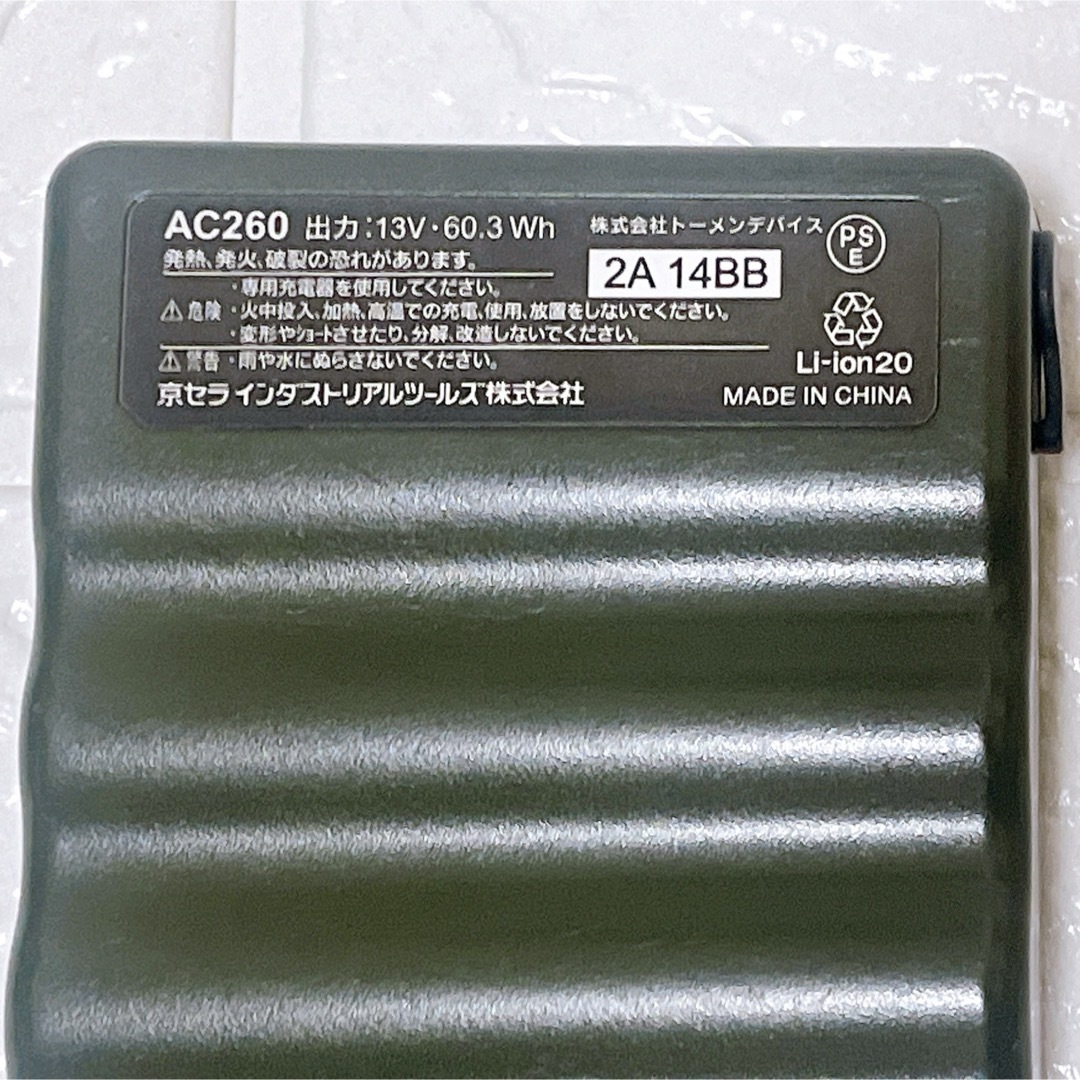 AC260 出力:13V・60.3 Wh
発熱、発火、破裂の恐れがあります。
・専用充電器を使用してください。
⚠危険 ・火中投入、加熱、高温での充電、使用、放置をしないでください。
・変形やショートさせたり、分解、改造しないでください。
⚠警告 ・雨や水にぬらさないでください。
京セラ インダストリアルツールズ株式会社
株式会社トーメンデバイス
2A 14BB
PS
E
Li-ion20
MADE IN CHINA